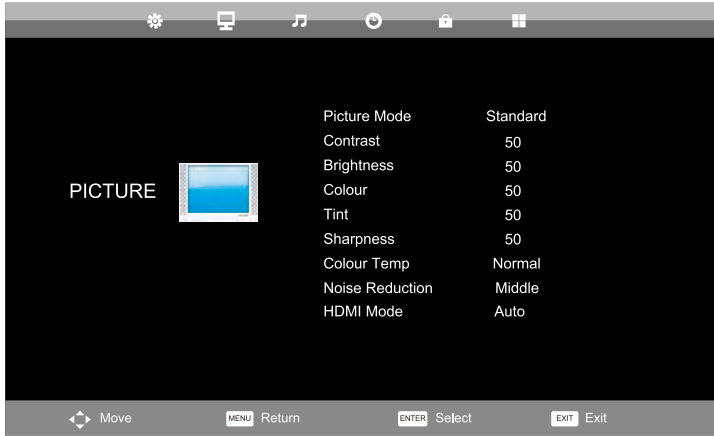 Picture Mode Standard
Contrast 50
Brightness 50
PICTURE
Colour 50
Tint 50
Sharpness 50
Colour Temp Normal
Noise Reduction Middle
HDMI Mode Auto
Move MENU Return ENTER Select EXIT Exit